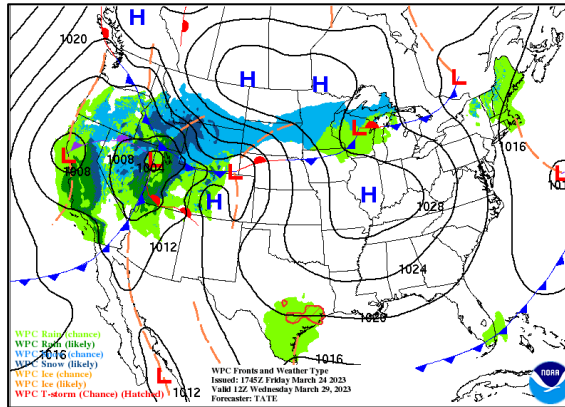 1020
H
H
H
L
L
1016
L
1008
L
1008
1004
L
L
10
H
H
1028
1012
1024
1020
WPC Rain (chance)
WPC Rain (likely)
WPC Snow (chance)
WPC Snow (likely)
WPC Ice (chance)
WPC Ice (likely)
WPC T-storm (Chance) (Hatched)
1016
L
1012
1016
WPC Fronts and Weather Type
Issued: 1745Z Friday March 24 2023
Valid 12Z Wednesday March 29, 2023
Forecaster: TATE
NOAA